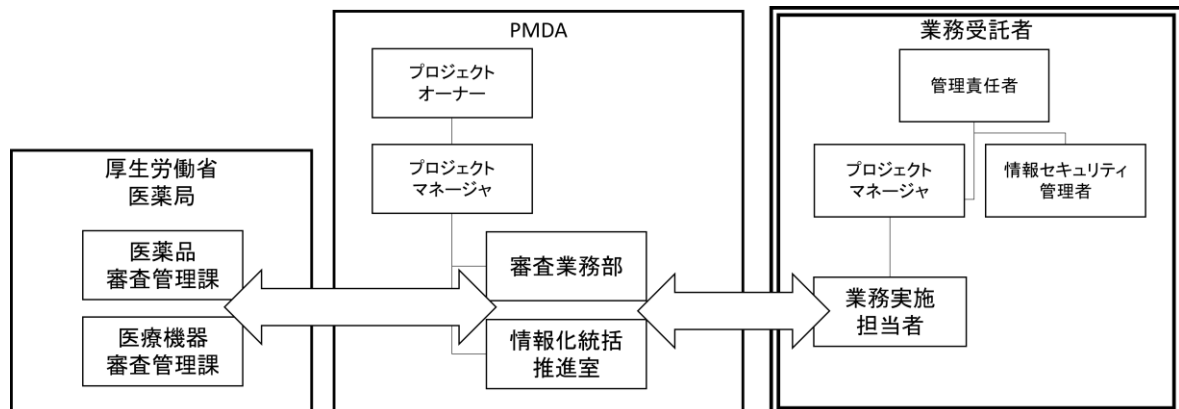 厚生労働省
医薬局
医薬品
審査管理課
医療機器
審査管理課
PMDA
プロジェクト
オーナー
プロジェクト
マネージャ
審査業務部
情報化統括
推進室
業務受託者
管理責任者
プロジェクト
マネージャ
情報セキュリティ
管理者
業務実施
担当者